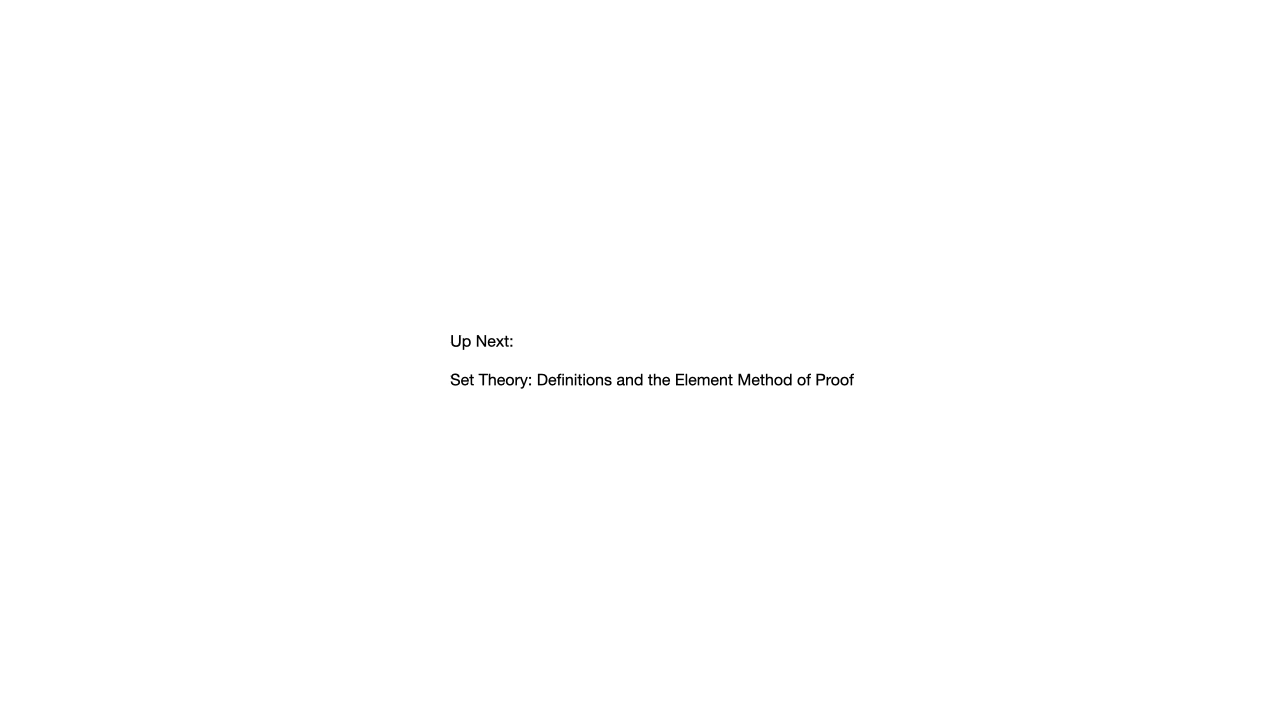 Up Next:
Set Theory: Definitions and the Element Method of Proof